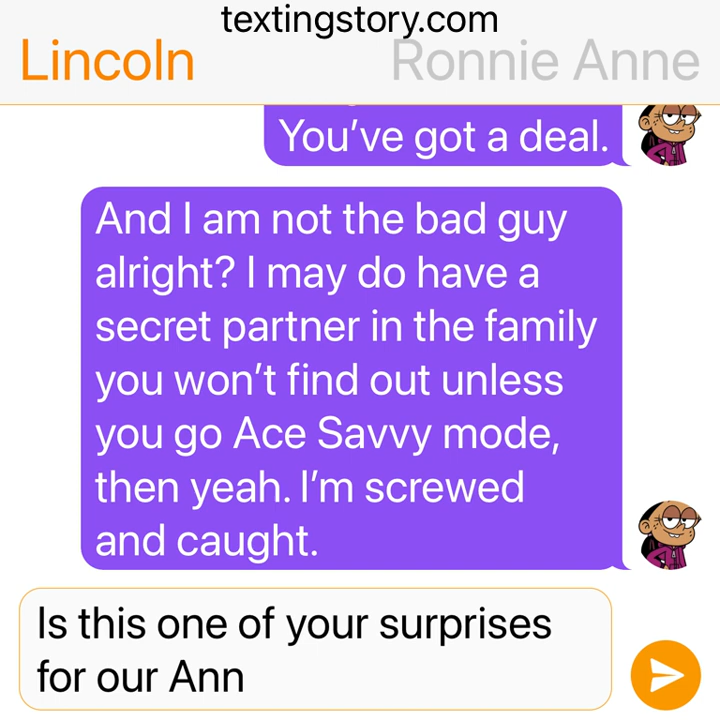 textingstory.com
Lincoln
Ronnie Anne
You’ve got a deal.
And I am not the bad guy
alright? I may do have a
secret partner in the family
you won’t find out unless
you go Ace Savvy mode,
then yeah. I’m screwed
and caught.
Is this one of your surprises
for our Ann